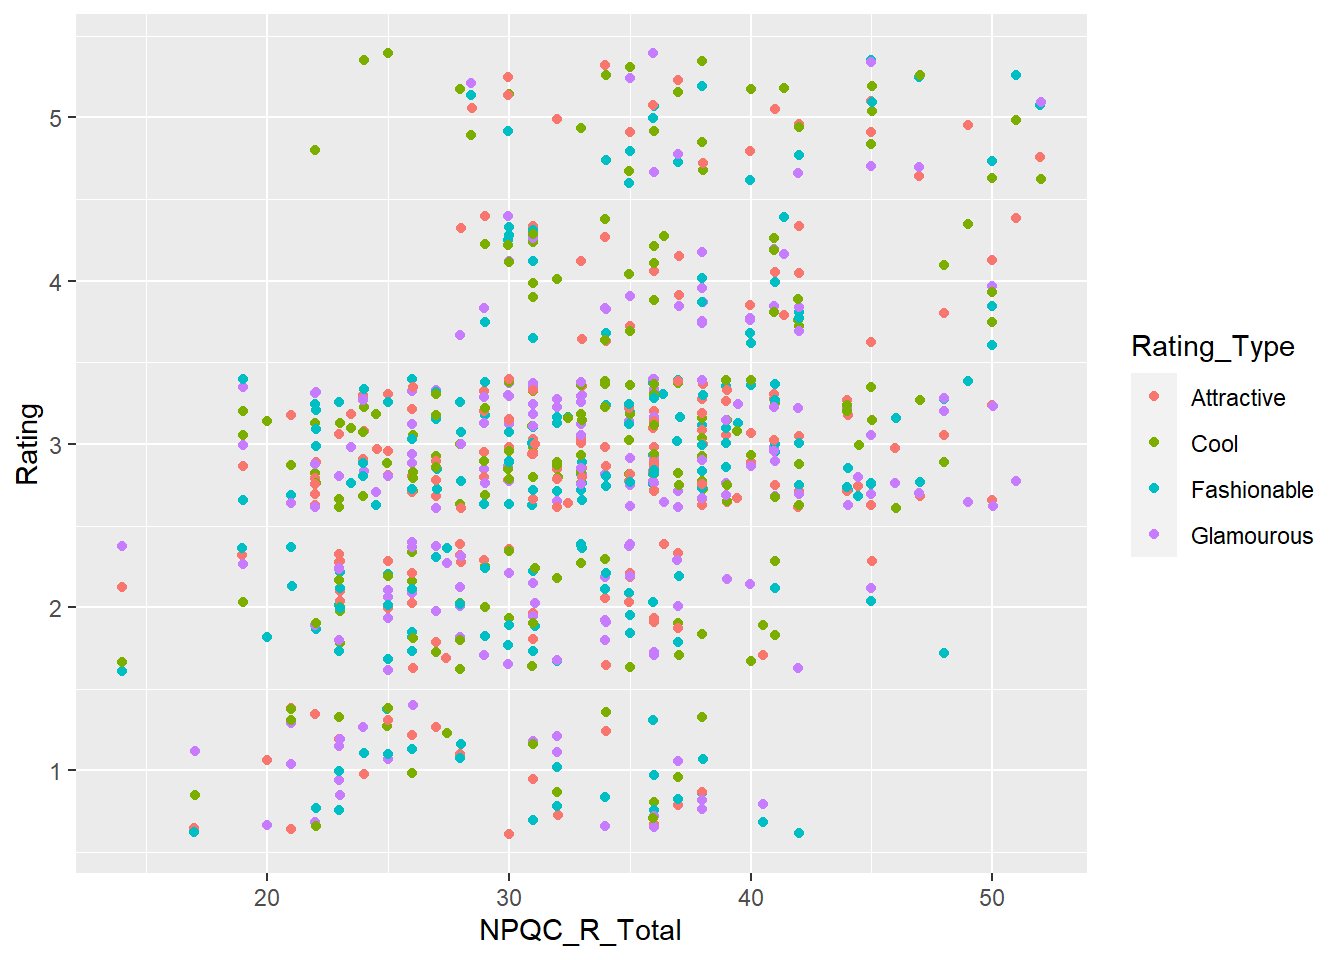 Rating
5
4
3
2
1
20 30 40 50
NPQC_R_Total
Rating_Type
Attractive
Cool
Fashionable
Glamourous